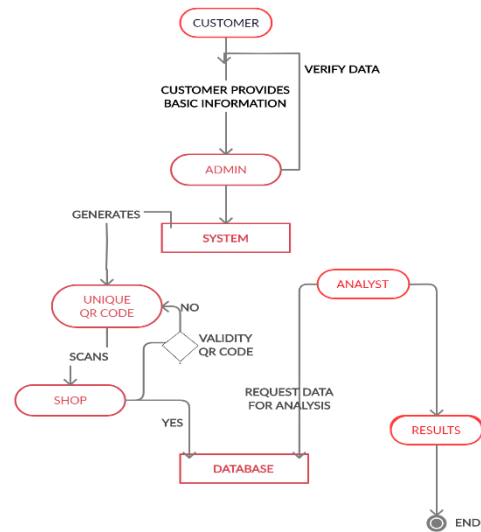 CUSTOMER
VERIFY DATA
CUSTOMER PROVIDES
BASIC INFORMATION
ADMIN
GENERATES
SYSTEM
UNIQUE
QR CODE
NO
ANALYST
VALIDITY
QR CODE
SCANS
SHOP
REQUEST DATA
FOR ANALYSIS
YES
RESULTS
DATABASE
END